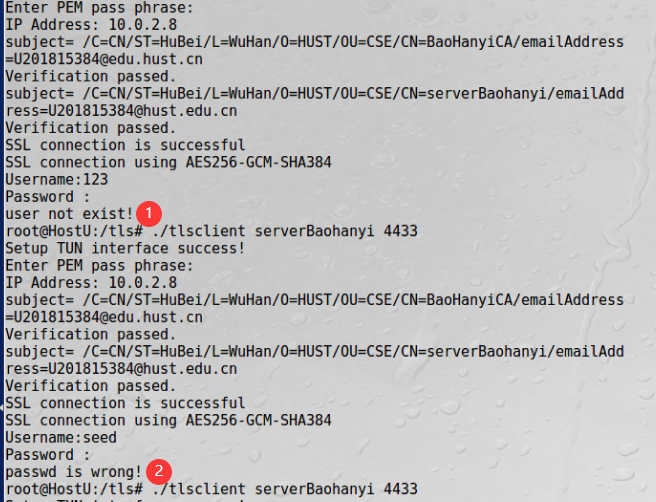 Enter PEM pass phrase:
IP Address: 10.0.2.8
subject= /C=CN/ST=HuBei/L=WuHan/O=HUST/OU=CSE/CN=BaoHanyiCA/emailAddress
=U201815384@edu.hust.cn
Verification passed.
subject= /C=CN/ST=HuBei/L=WuHan/O=HUST/OU=CSE/CN=serverBaohanyi/emailAdd
ress=U201815384@hust.edu.cn
Verification passed.
SSL connection is successful
SSL connection using AES256-GCM-SHA384
Username:123
Password :
user not exist! 1
root@HostU:/tls# ./tlsclient serverBaohanyi 4433
Setup TUN interface success!
Enter PEM pass phrase:
IP Address: 10.0.2.8
subject= /C=CN/ST=HuBei/L=WuHan/O=HUST/OU=CSE/CN=BaoHanyiCA/emailAddress
=U201815384@edu.hust.cn
Verification passed.
subject= /C=CN/ST=HuBei/L=WuHan/O=HUST/OU=CSE/CN=serverBaohanyi/emailAdd
ress=U201815384@hust.edu.cn
Verification passed.
SSL connection is successful
SSL connection using AES256-GCM-SHA384
Username:seed
Password :
passwd is wrong! 2
root@HostU:/tls# ./tlsclient serverBaohanyi 4433